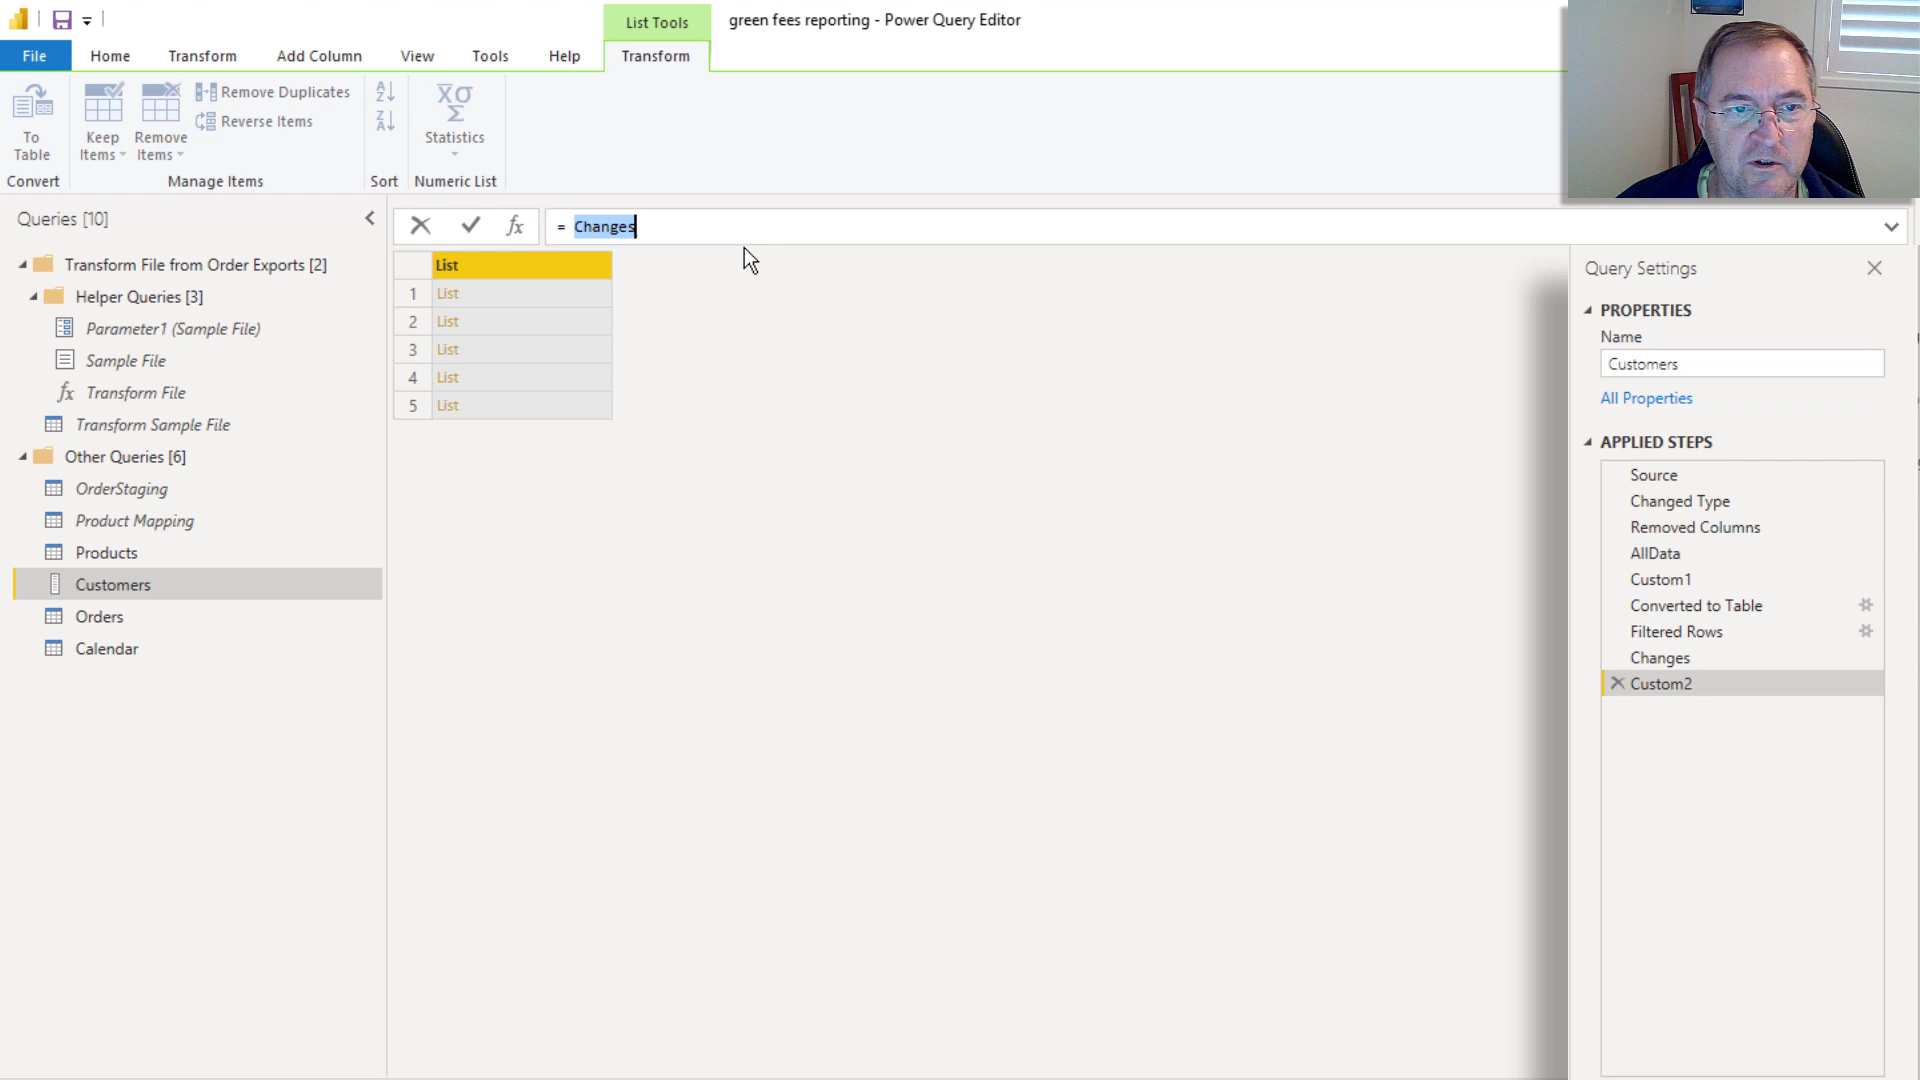 List Tools
green fees reporting - Power Query Editor
File
Home
Transform
Add Column
View
Tools
Help
Transform
To
Table
Keep
Items
Remove
Items
Remove Duplicates
Reverse Items
A
Z
Z
A
Statistics
Convert
Manage Items
Sort
Numeric List
Queries [10]
fx
= Changes
Transform File from Order Exports [2]
Helper Queries [3]
Parameter1 (Sample File)
Sample File
fx Transform File
Transform Sample File
Other Queries [6]
OrderStaging
Product Mapping
Products
Customers
Orders
Calendar
List
1 List
2 List
3 List
4 List
5 List
Query Settings
PROPERTIES
Name
Customers
All Properties
APPLIED STEPS
Source
Changed Type
Removed Columns
AllData
Custom1
Converted to Table
Filtered Rows
Changes
Custom2